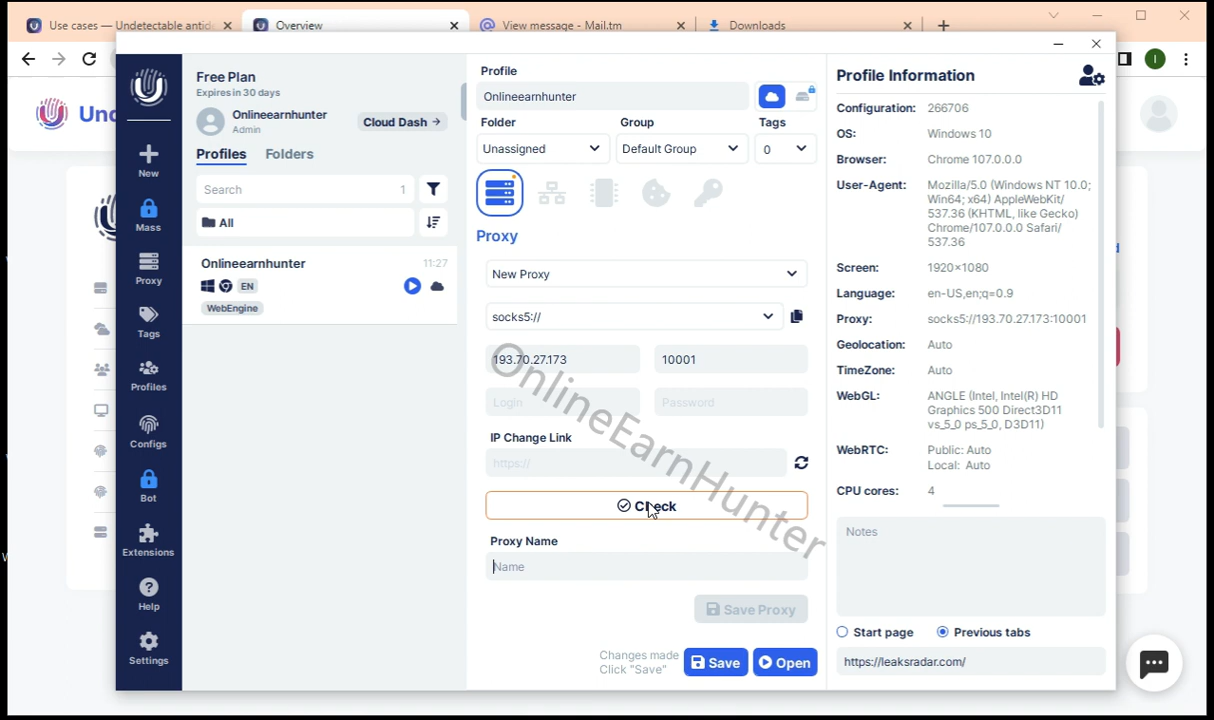 Use cases — Undetectable antid
Overview
View message - Mail.tm
Downloads
I
Und
Free Plan
Expires in 30 days
Onlineearnhunter
Admin
Cloud Dash
Profiles
Folders
Search
1
All
Onlineearnhunter
11:27
EN
WebEngine
New
Mass
Proxy
Tags
Profiles
Configs
Bot
Extensions
Help
Settings
Profile
Onlineearnhunter
Folder
Group
Tags
Unassigned
Default Group
0
Proxy
New Proxy
socks5://
193.70.27.173
10001
Login
Password
IP Change Link
https://
Check
Proxy Name
Name
Save Proxy
Changes made
Click "Save"
Save
Open
OnlineEarnHunter
Profile Information
Configuration: 266706
OS: Windows 10
Browser: Chrome 107.0.0.0
User-Agent: Mozilla/5.0 (Windows NT 10.0;
Win64; x64) AppleWebKit/
537.36 (KHTML, like Gecko)
Chrome/107.0.0.0 Safari/
537.36
Screen: 1920×1080
Language: en-US,en;q=0.9
Proxy: socks5://193.70.27.173:10001
Geolocation: Auto
TimeZone: Auto
WebGL: ANGLE (Intel, Intel(R) HD
Graphics 500 Direct3D11
vs_5_0 ps_5_0, D3D11)
WebRTC: Public: Auto
Local: Auto
CPU cores: 4
Notes
Start page
Previous tabs
https://leaksradar.com/